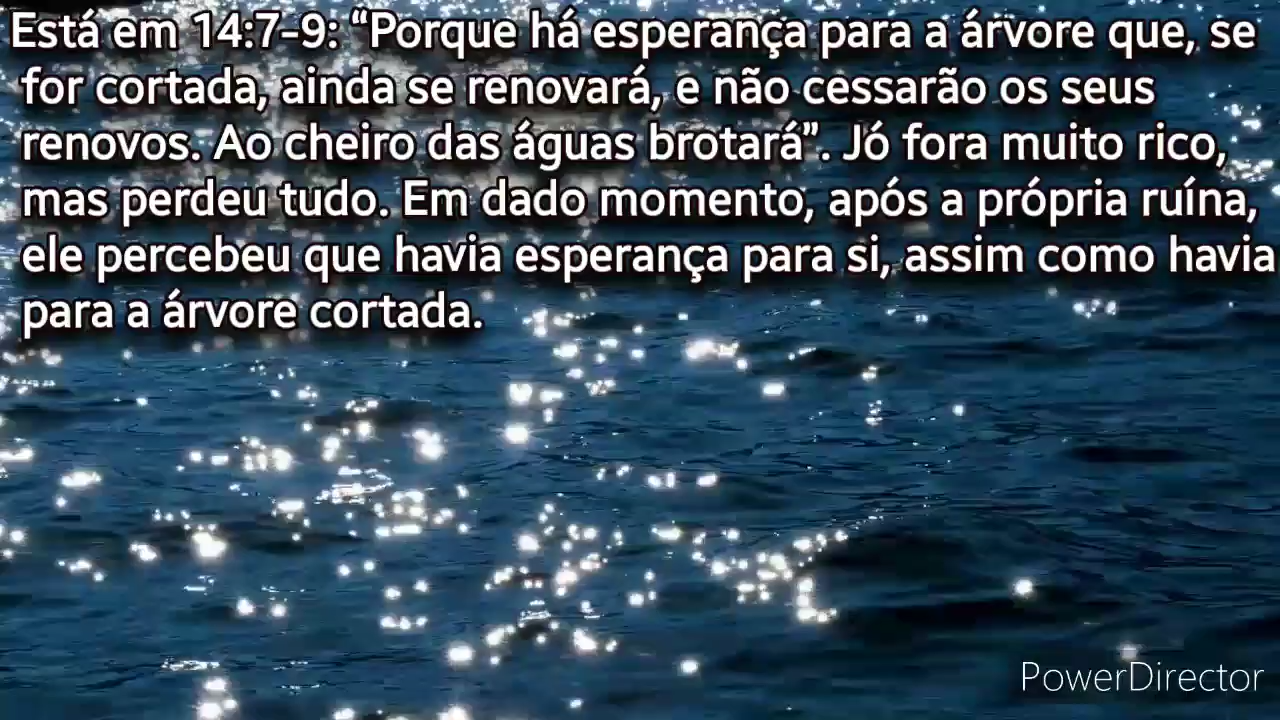 Está em 14:7-9: “Porque há esperança para a árvore que, se
for cortada, ainda se renovará, e não cessarão os seus
renovos. Ao cheiro das águas brotará”. Jó fora muito rico,
mas perdeu tudo. Em dado momento, após a própria ruína,
ele percebeu que havia esperança para si, assim como havia
para a árvore cortada.
PowerDirector